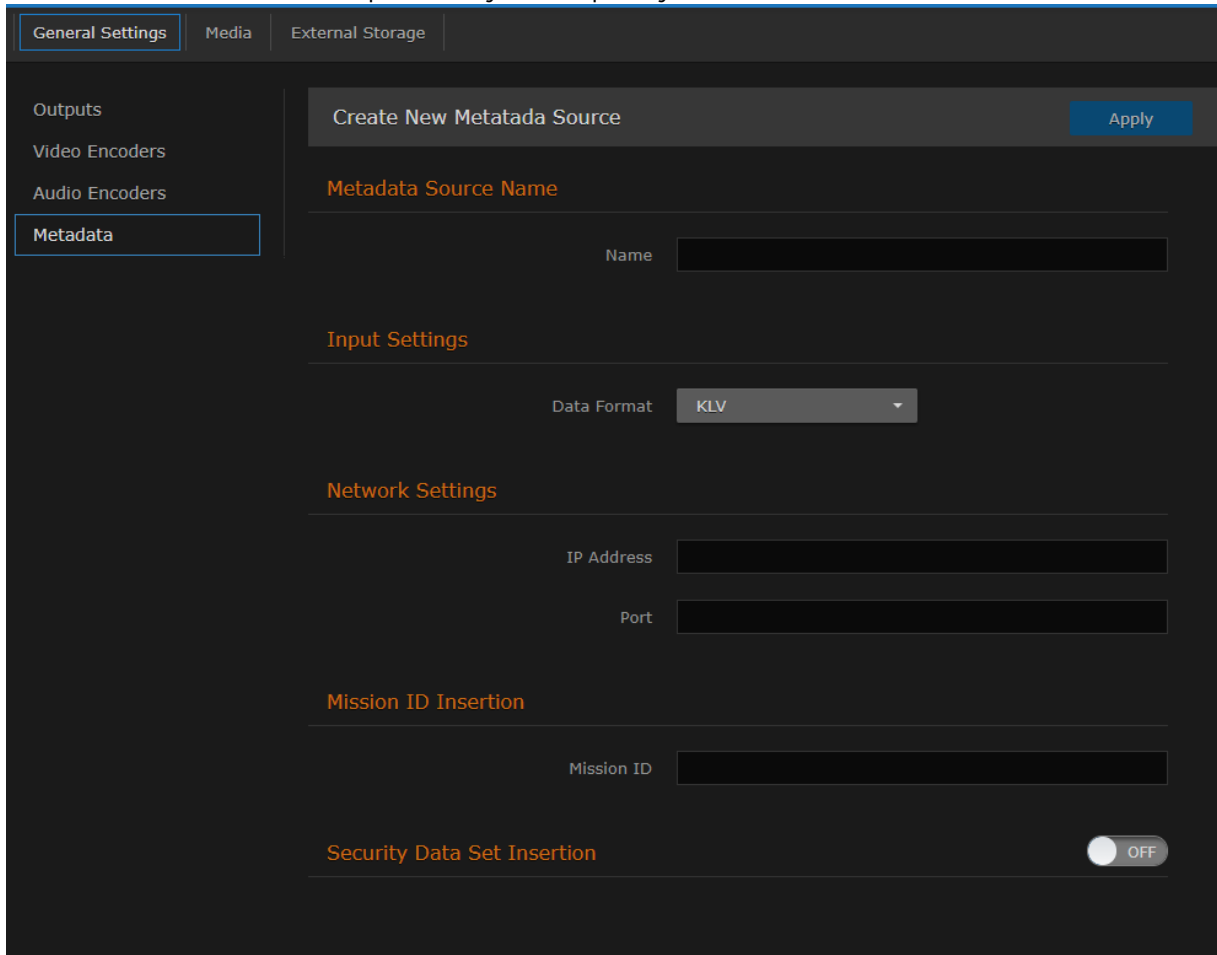 General Settings
Media
External Storage
Outputs
Video Encoders
Audio Encoders
Metadata
Create New Metatada Source
Apply
Metadata Source Name
Name
Input Settings
Data Format
KLV
Network Settings
IP Address
Port
Mission ID Insertion
Mission ID
Security Data Set Insertion
OFF